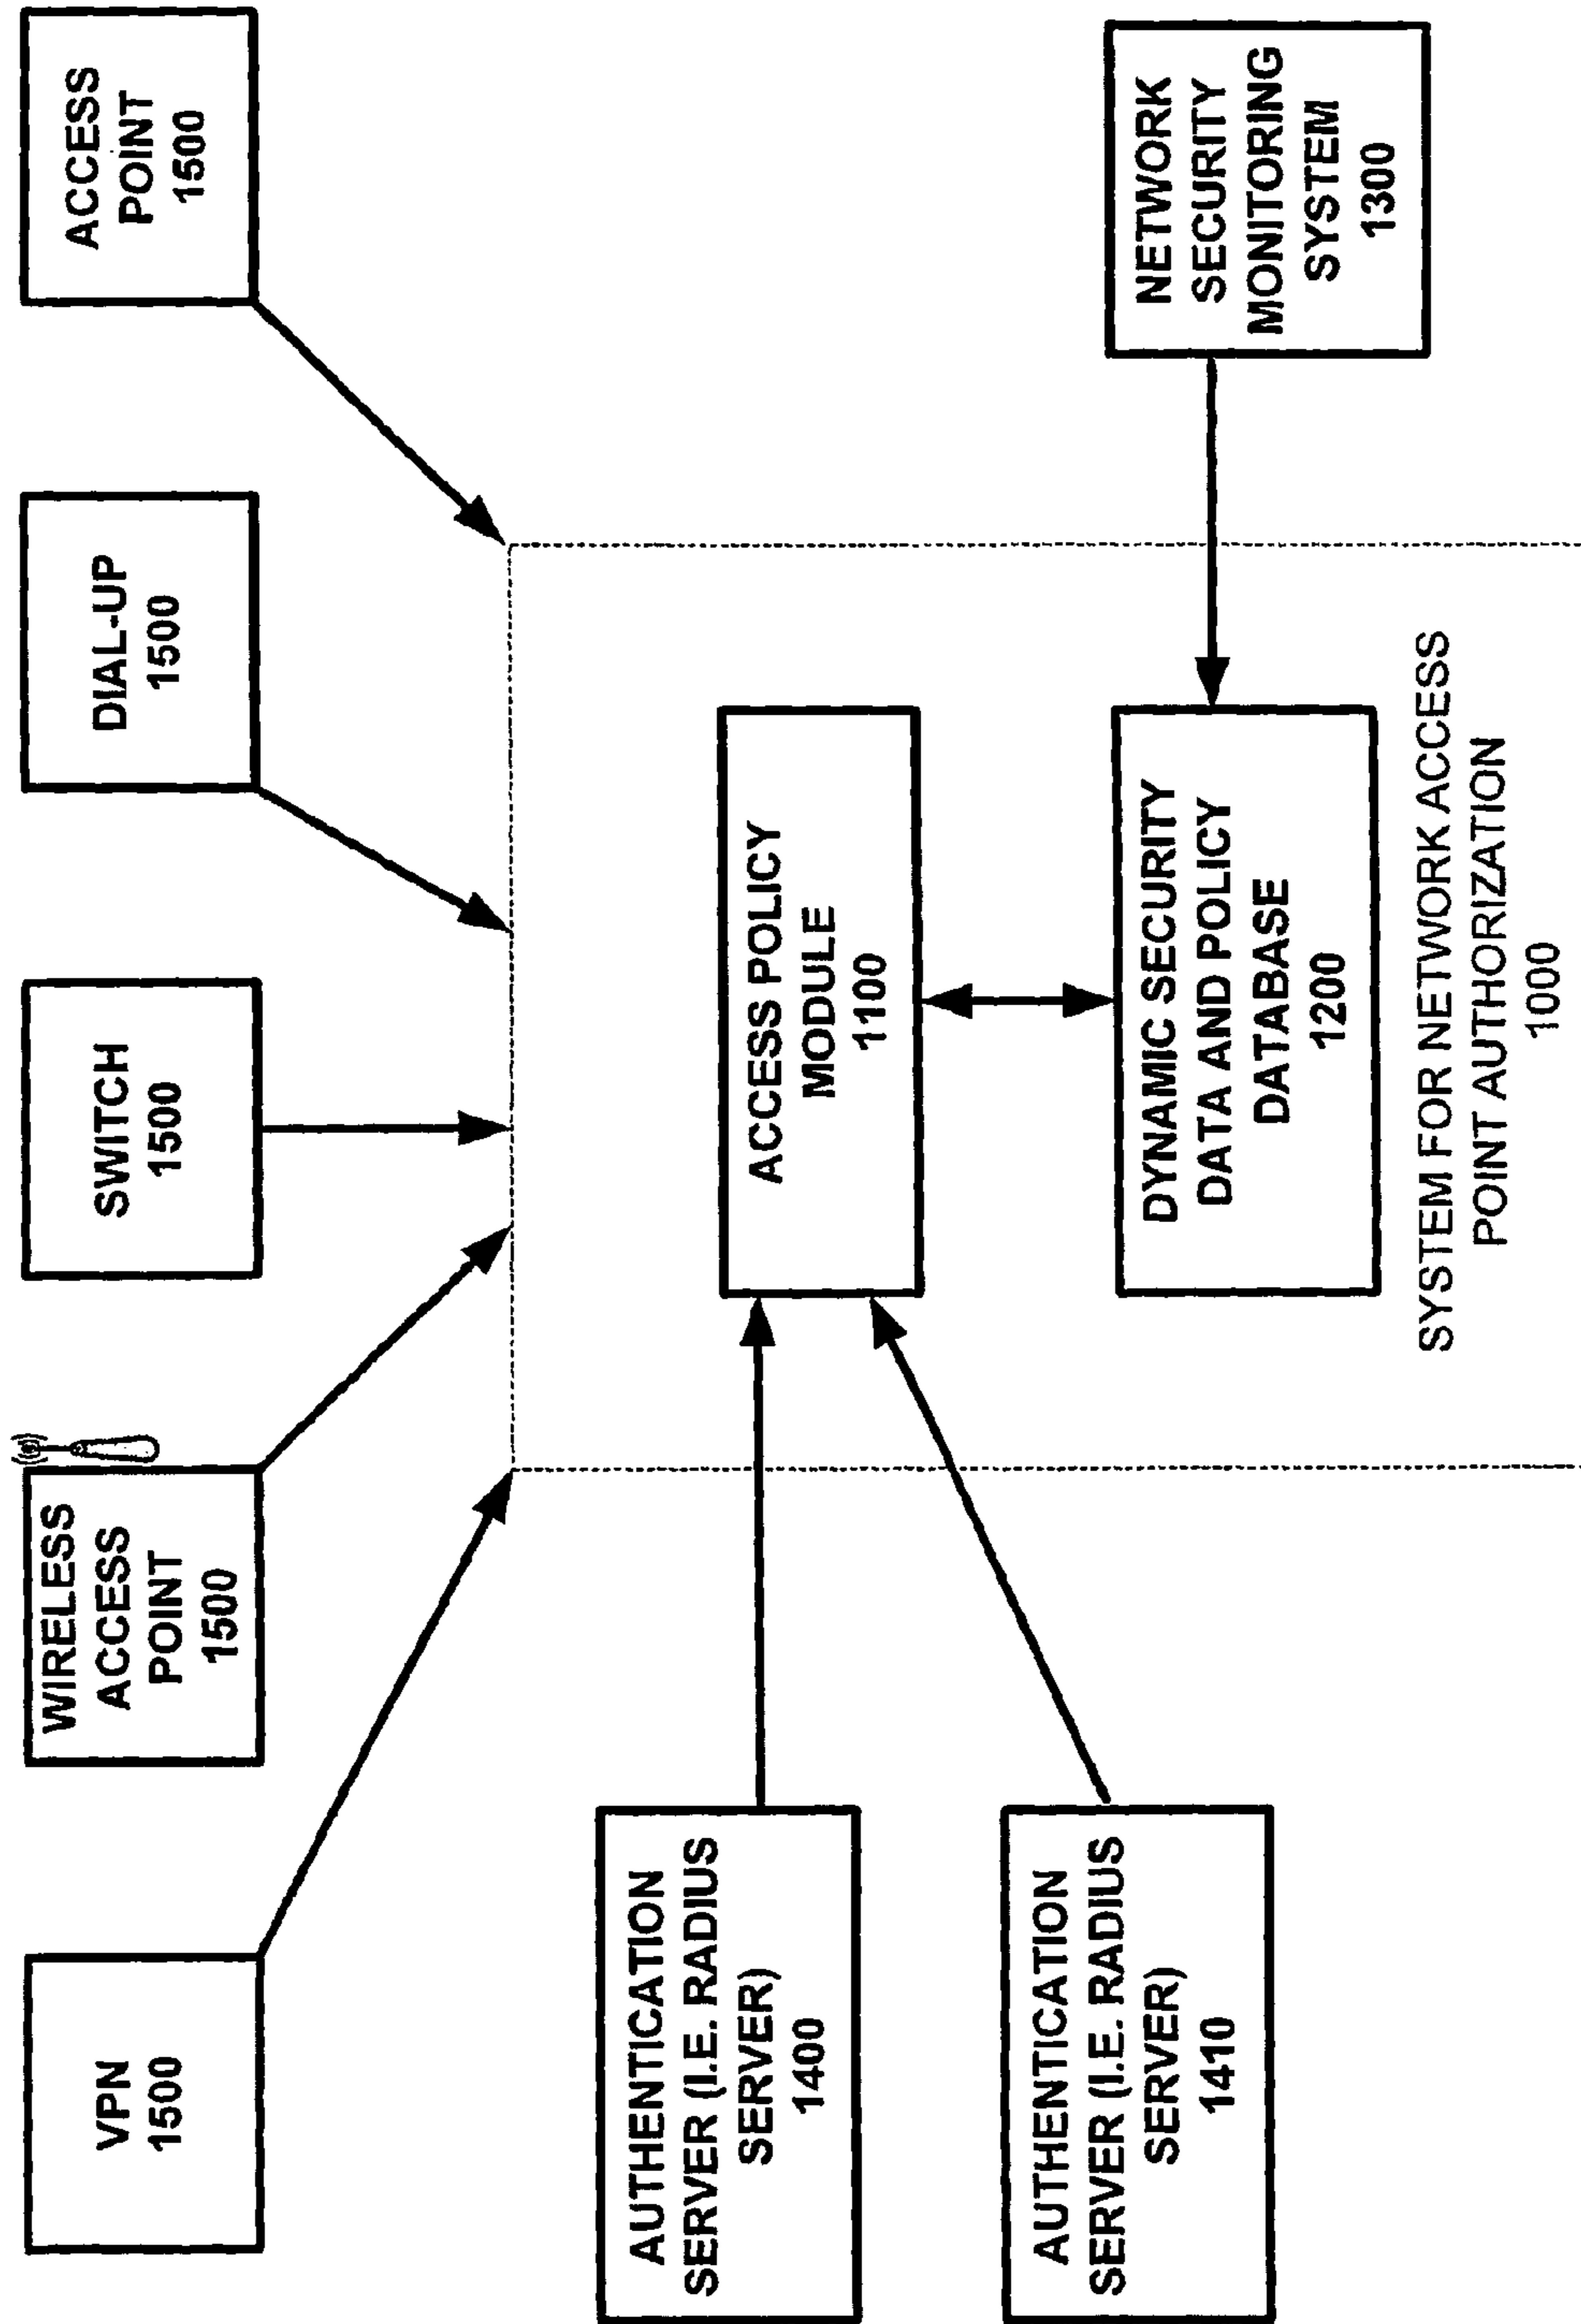 VPN
1500
WIRELESS
ACCESS
POINT
1500
SWITCH
1500
DIAL-UP
1500
ACCESS
POINT
1500
AUTHENTICATION
SERVER (I.E. RADIUS
SERVER)
1400
AUTHENTICATION
SERVER (I.E. RADIUS
SERVER)
1410
ACCESS POLICY
MODULE
1100
DYNAMIC SECURITY
DATA AND POLICY
DATABASE
1200
SYSTEM FOR NETWORK ACCESS
POINT AUTHORIZATION
1000
NETWORK
SECURITY
MONITORING
SYSTEM
1300